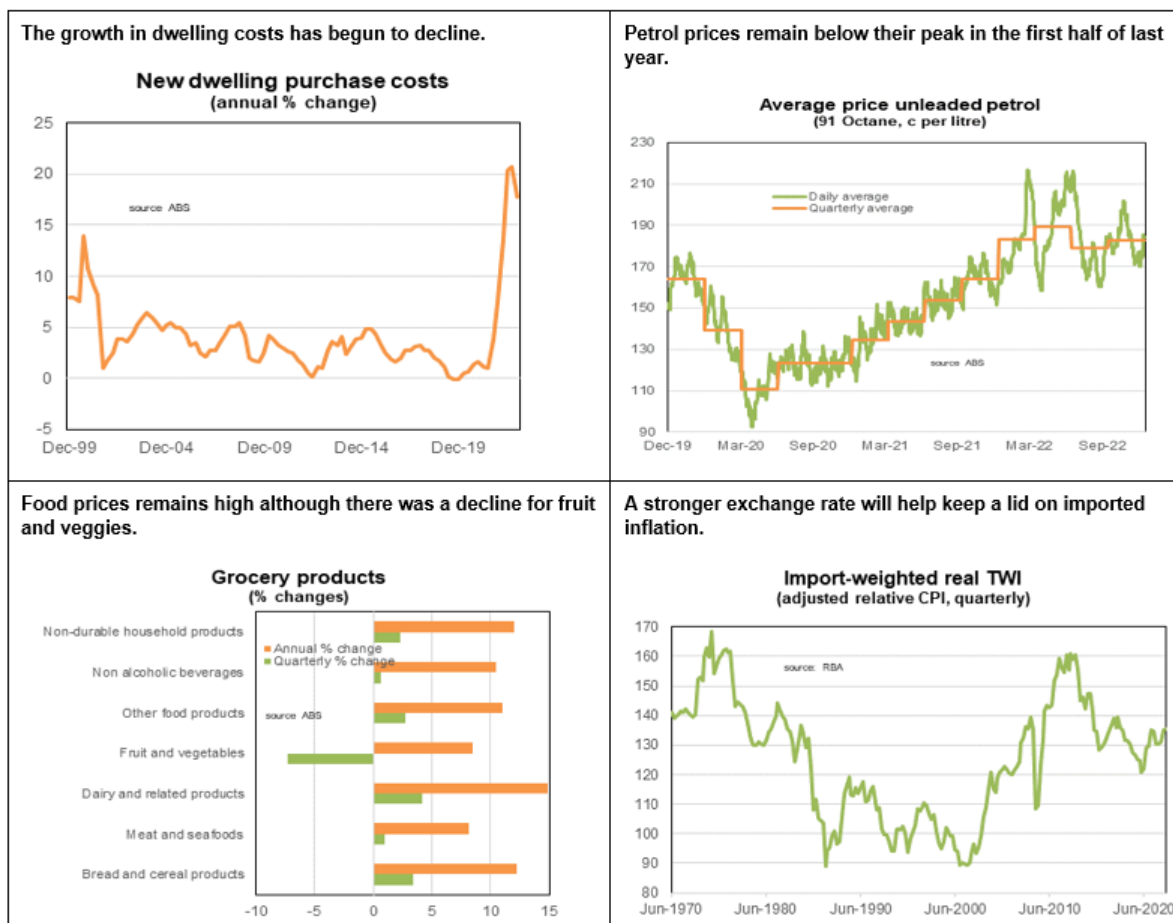 The growth in dwelling costs has begun to decline.
New dwelling purchase costs
(annual % change)
25
20
source ABS
15
10
5
0
-5
Dec-99 Dec-04 Dec-09 Dec-14 Dec-19
Petrol prices remain below their peak in the first half of last
year.
Average price unleaded petrol
(91 Octane, c per litre)
230
210
Daily average
Quarterly average
190
170
150
130
source ABS
110
90
Dec-19 Mar-20 Sep-20 Mar-21 Sep-21 Mar-22 Sep-22
Food prices remains high although there was a decline for fruit
and veggies.
Grocery products
(% changes)
Non-durable household products
Annual % change
Quarterly % change
Non alcoholic beverages
Other food products
source ABS
Fruit and vegetables
Dairy and related products
Meat and seafoods
Bread and cereal products
-10 -5 0 5 10 15
A stronger exchange rate will help keep a lid on imported
inflation.
Import-weighted real TWI
(adjusted relative CPI, quarterly)
170
160
source: RBA
150
140
130
120
110
100
90
80
Jun-1970 Jun-1980 Jun-1990 Jun-2000 Jun-2010 Jun-2020